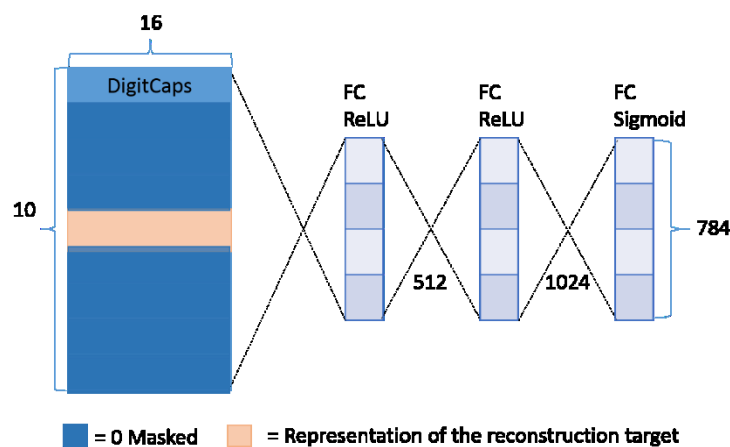 16
DigitCaps
10
FC
ReLU
FC
ReLU
FC
Sigmoid
512
1024
784
= 0 Masked
= Representation of the reconstruction target